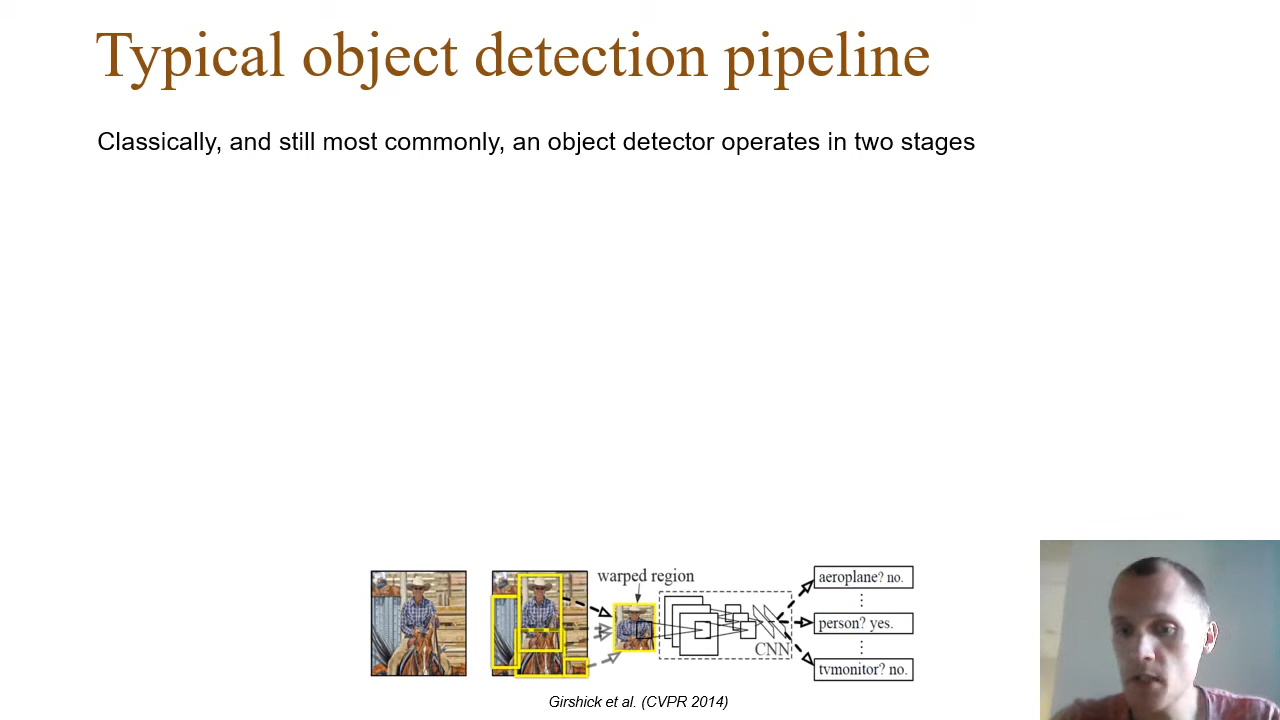 Typical object detection pipeline
Classically, and still most commonly, an object detector operates in two stages
warped region
aeroplane? no.
person? yes.
CNN
tvmonitor? no.
Girshick et al. (CVPR 2014)